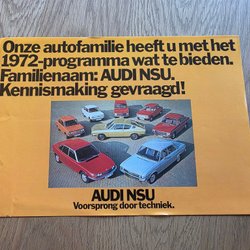 Onze autofamilie heeft u met het
1972-programma wat te bieden.
Familienaam: AUDI NSU.
Kennismaking gevraagd!
AUDI NSU
Voorsprong door techniek.